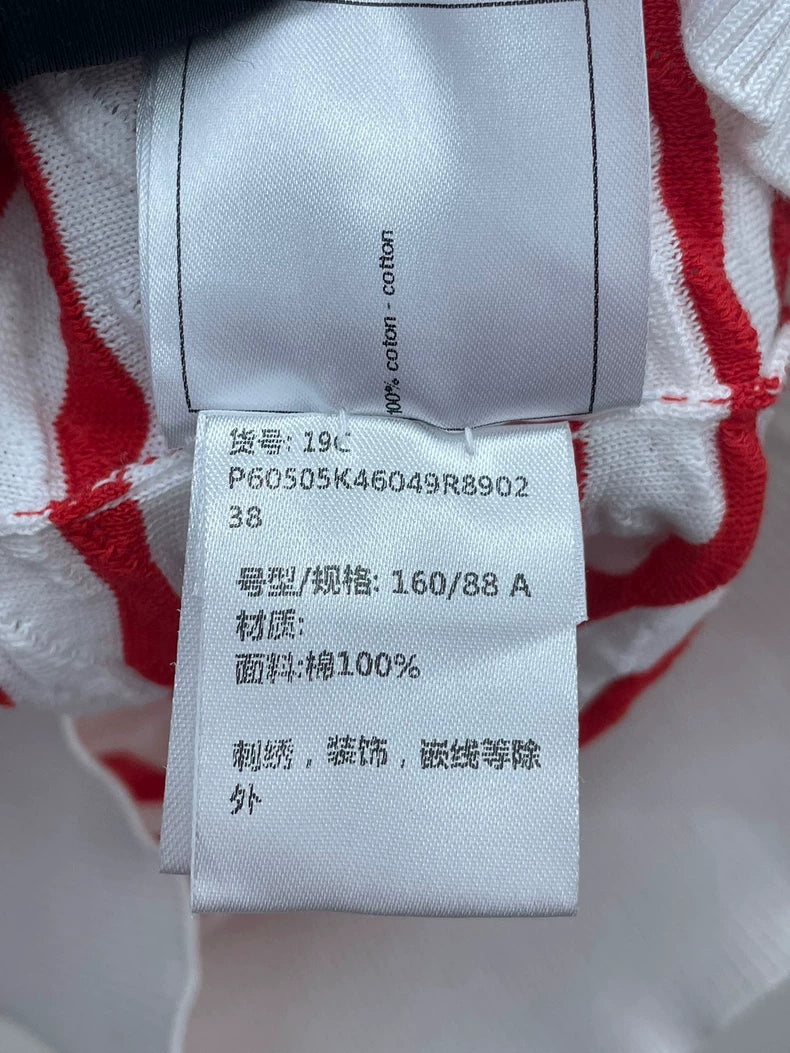 100% coton - cotton
货号: 19C
P60505K46049R8902
38
号型/规格: 160/88 A
材质:
面料:棉100%
刺绣，装饰，嵌线等除
外